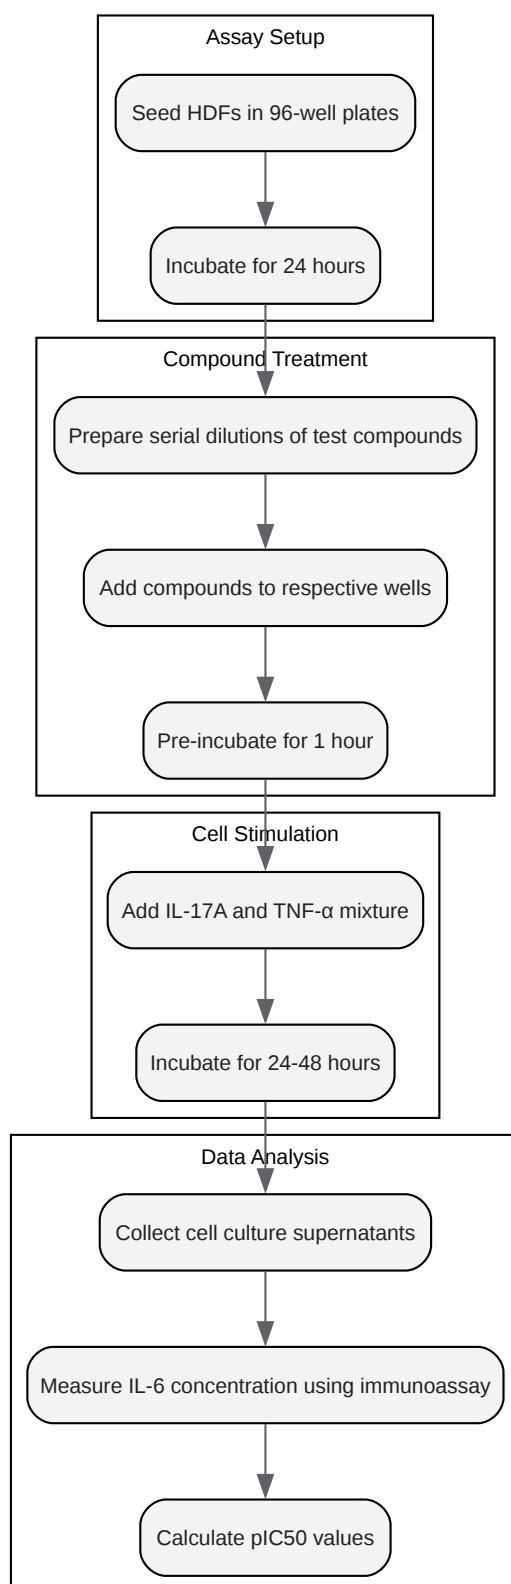 Assay Setup
Seed HDFs in 96-well plates
Incubate for 24 hours
Compound Treatment
Prepare serial dilutions of test compounds
Add compounds to respective wells
Pre-incubate for 1 hour
Cell Stimulation
Add IL-17A and TNF-α mixture
Incubate for 24-48 hours
Data Analysis
Collect cell culture supernatants
Measure IL-6 concentration using immunoassay
Calculate pIC50 values